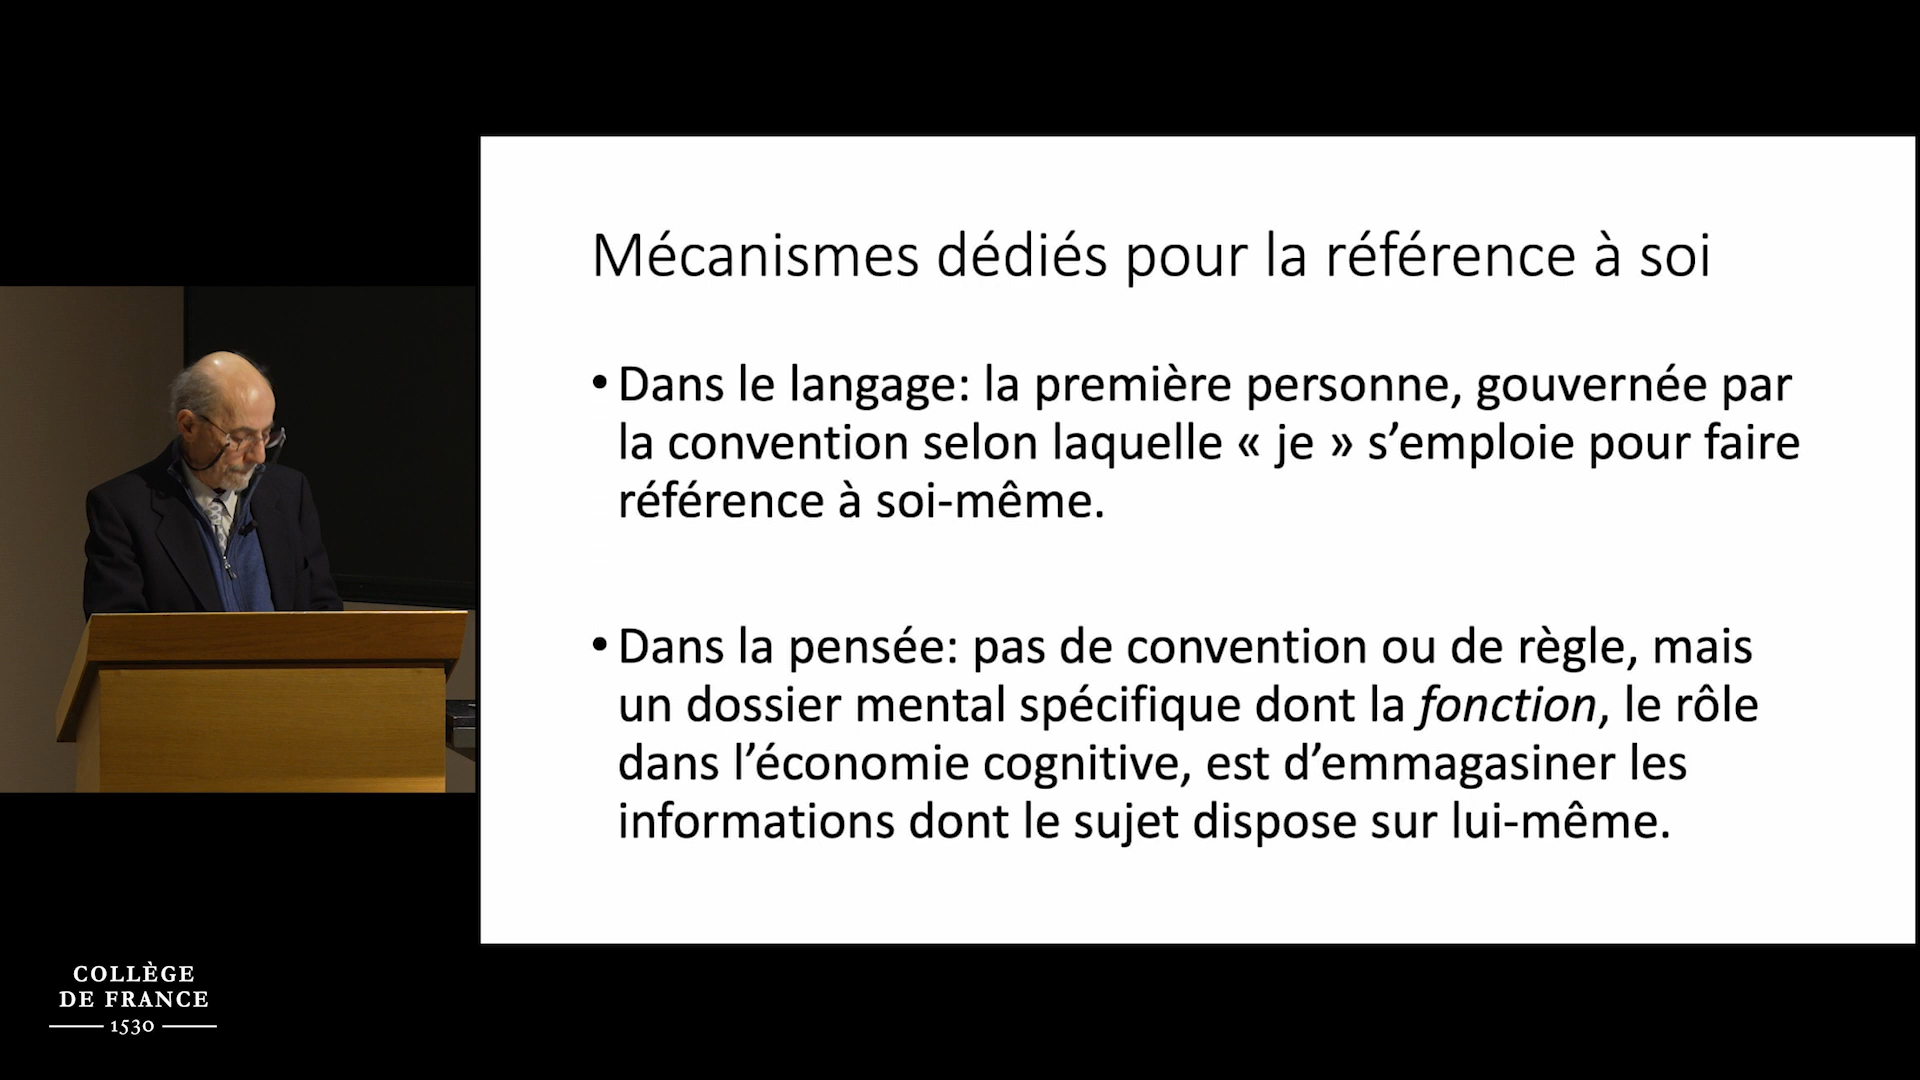 Mécanismes dédiés pour la référence à soi
• Dans le langage: la première personne, gouvernée par
la convention selon laquelle « je » s’emploie pour faire
référence à soi-même.
• Dans la pensée: pas de convention ou de règle, mais
un dossier mental spécifique dont la fonction, le rôle
dans l’économie cognitive, est d’emmagasiner les
informations dont le sujet dispose sur lui-même.
COLLÈGE
DE FRANCE
1530